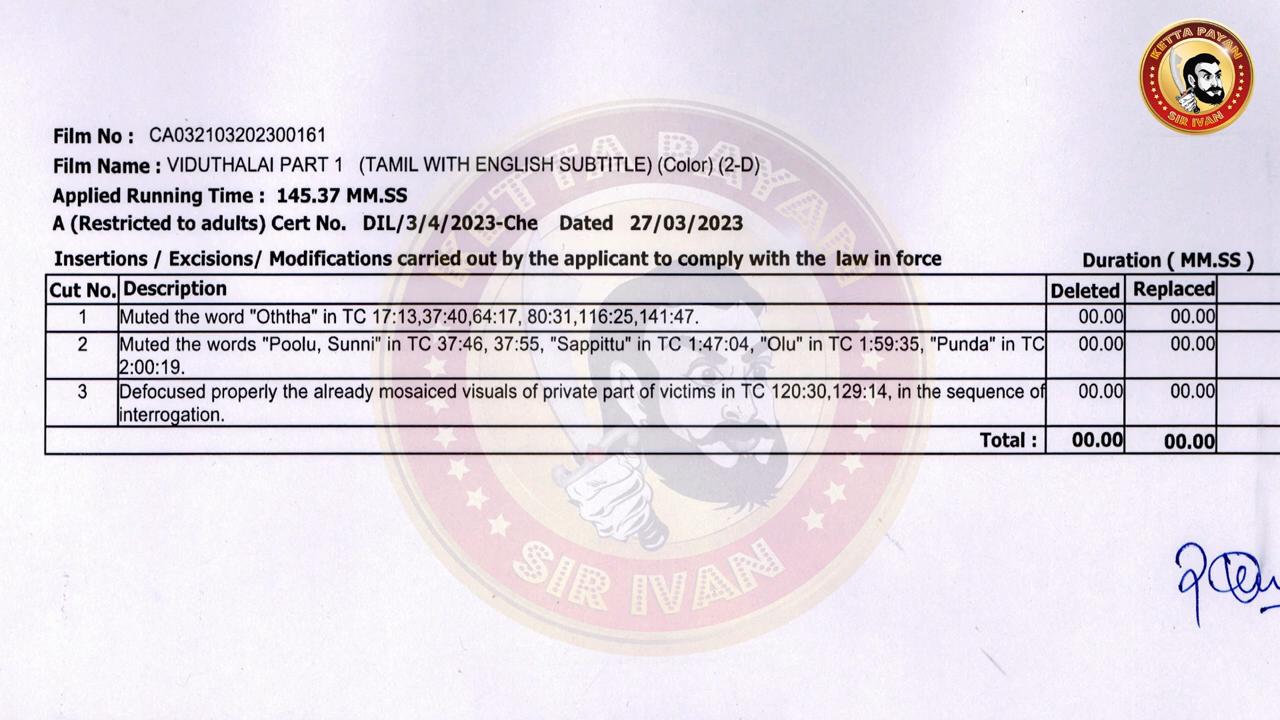 KETTA PAYAN
SIR IVAN
Film No : CA032103202300161
Film Name : VIDUTHALAI PART 1 (TAMIL WITH ENGLISH SUBTITLE) (Color) (2-D)
Applied Running Time : 145.37 MM.SS
A (Restricted to adults) Cert No. DIL/3/4/2023-Che Dated 27/03/2023
Insertions / Excisions/ Modifications carried out by the applicant to comply with the law in force Duration ( MM.SS )
Cut No. Description Deleted Replaced
1 Muted the word "Oththa" in TC 17:13,37:40,64:17, 80:31,116:25,141:47. 00.00 00.00
2 Muted the words "Poolu, Sunni" in TC 37:46, 37:55, "Sappittu" in TC 1:47:04, "Olu" in TC 1:59:35, "Punda" in TC 00.00 00.00
2:00:19.
3 Defocused properly the already mosaiced visuals of private part of victims in TC 120:30,129:14, in the sequence of 00.00 00.00
interrogation.
Total : 00.00 00.00
KETTA PAYAN
SIR IVAN